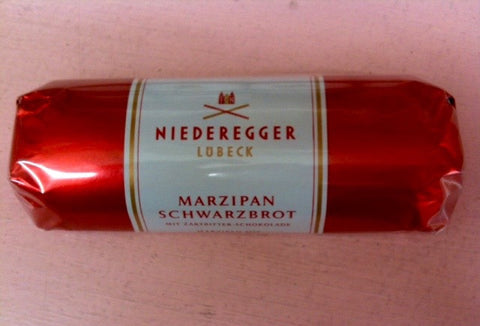 NIEDEREGGER
LÜBECK
MARZIPAN
SCHWARZBROT
MIT ZARTBITTER-SCHOKOLADE